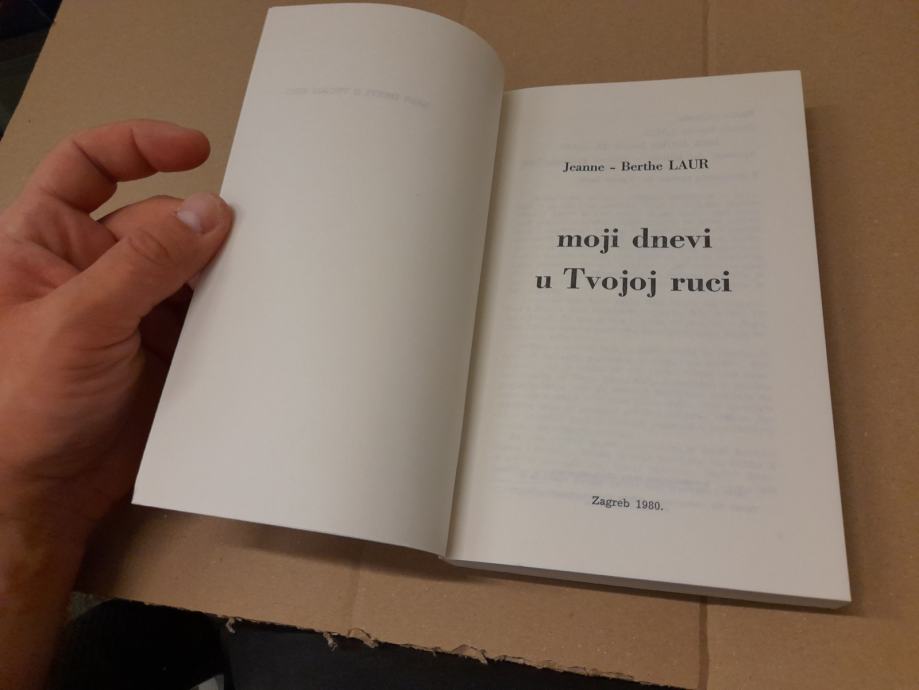 Jeanne - Berthe LAUR
moji dnevi
u Tvojoj ruci
Zagreb 1980.